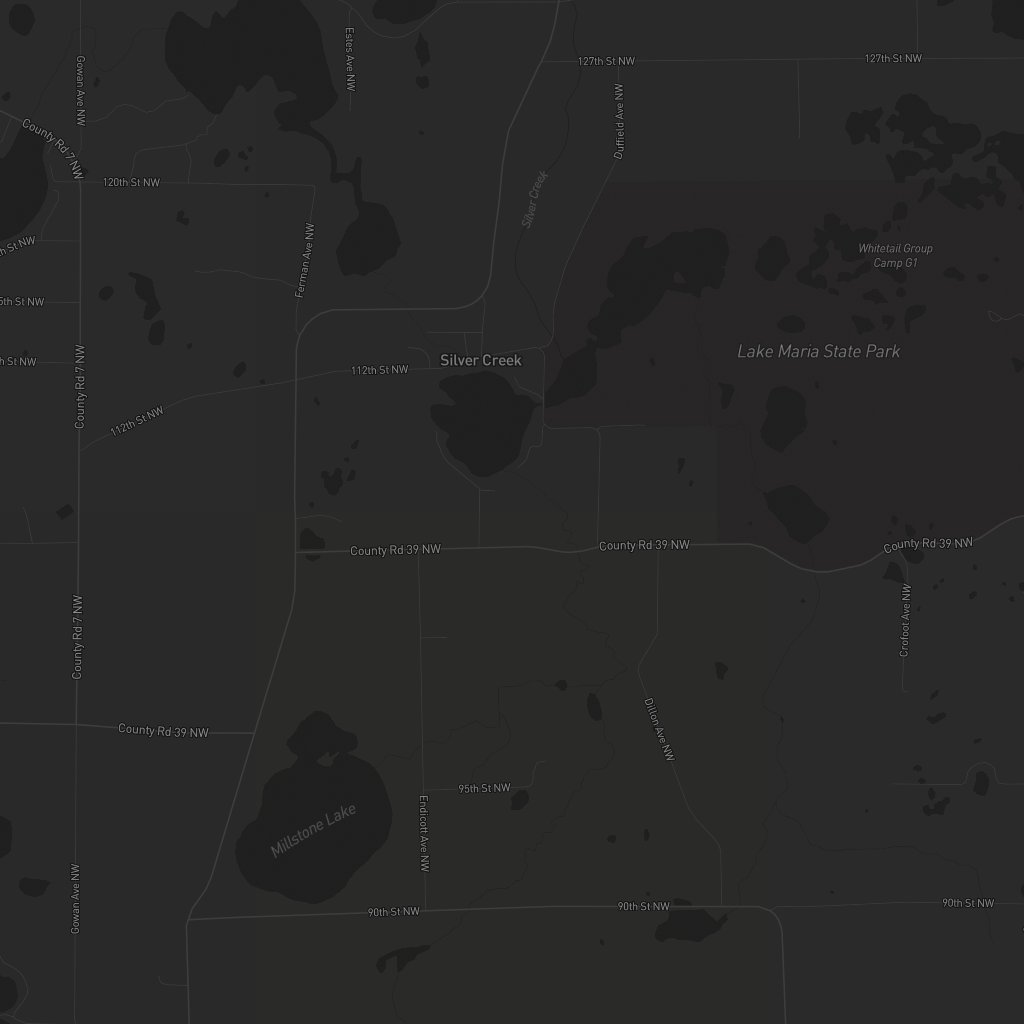 Estes Ave NW
Gowan Ave NW
127th St NW
127th St NW
Duffield Ave NW
County Rd 7 NW
120th St NW
Silver Creek
Ferman Ave NW
th St NW
Whitetail Group
Camp G1
5th St NW
h St NW
County Rd 7 NW
112th St NW
Silver Creek
Lake Maria State Park
112th St NW
County Rd 39 NW
County Rd 39 NW
County Rd 39 NW
County Rd 7 NW
Crofoot Ave NW
County Rd 39 NW
Dillon Ave NW
95th St NW
Millstone Lake
Endicott Ave NW
Gowan Ave NW
90th St NW
90th St NW
90th St NW